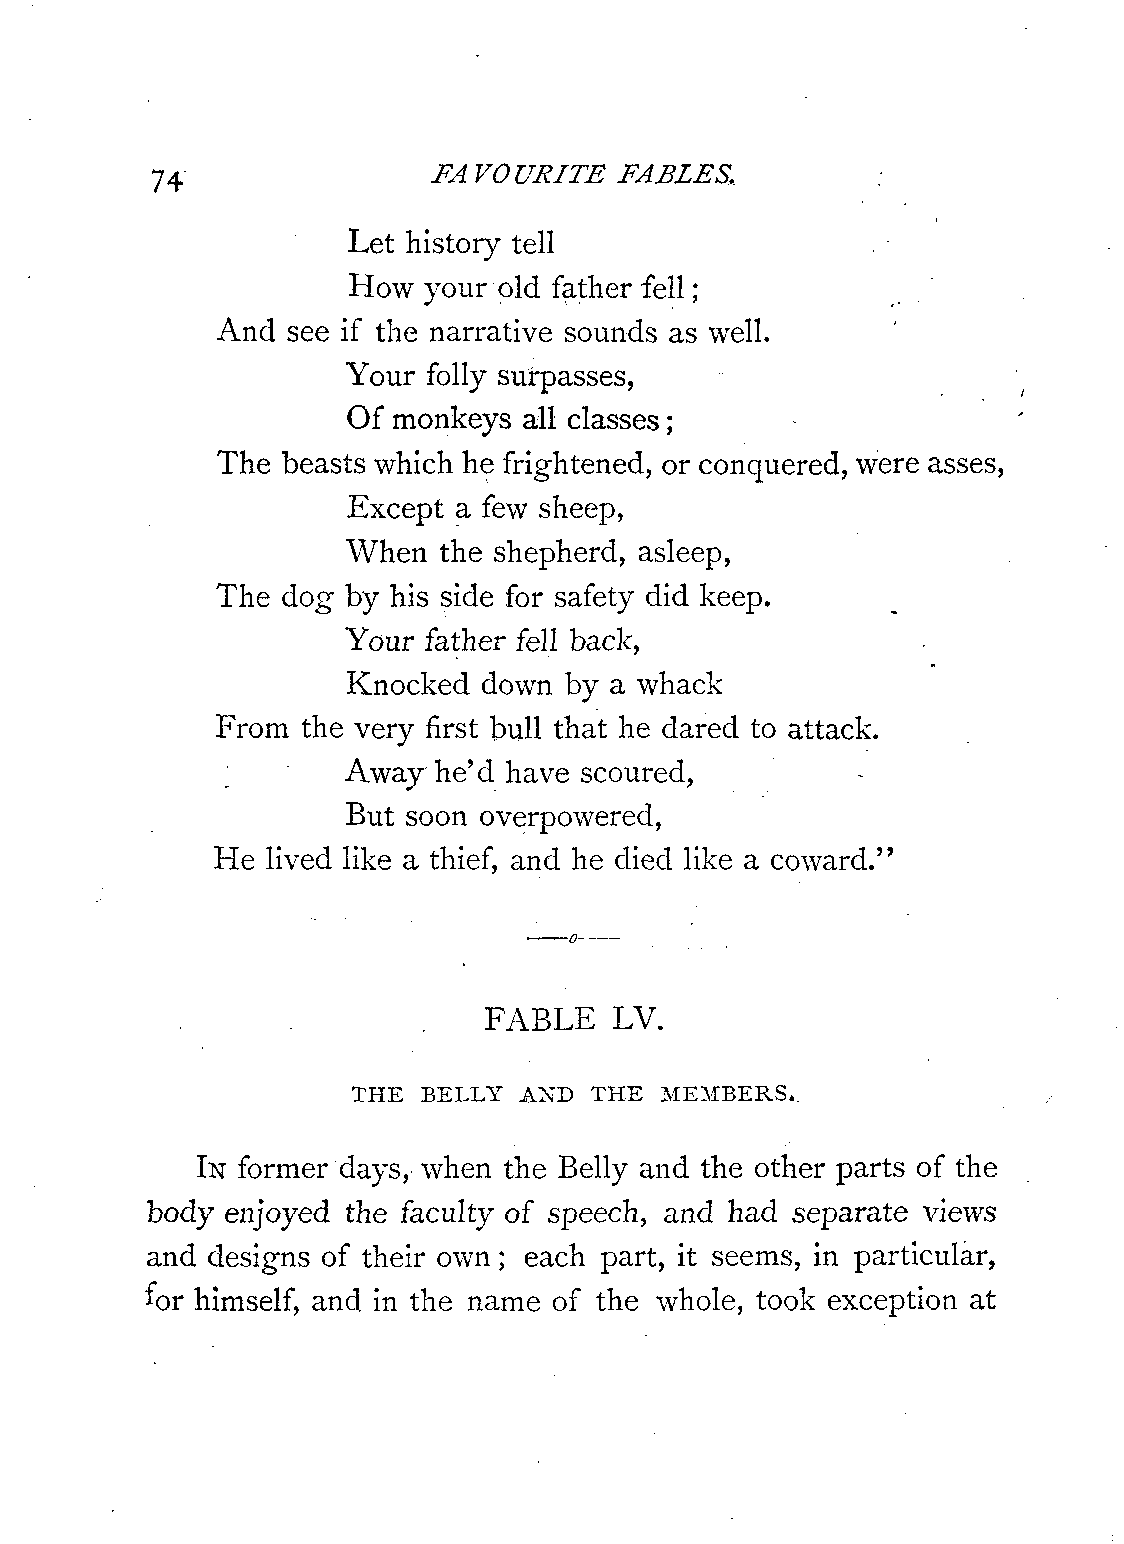 74 FAVOURITE FABLES.
Let history tell
How your old father fell;
And see if the narrative sounds as well.
Your folly surpasses,
Of monkeys all classes;
The beasts which he frightened, or conquered, were asses,
Except a few sheep,
When the shepherd, asleep,
The dog by his side for safety did keep.
Your father fell back,
Knocked down by a whack
From the very first bull that he dared to attack.
Away he'd have scoured,
But soon overpowered,
He lived like a thief, and he died like a coward."
——o——
FABLE LV.
THE BELLY AND THE MEMBERS.
IN former days, when the Belly and the other parts of the
body enjoyed the faculty of speech, and had separate views
and designs of their own; each part, it seems, in particular,
for himself, and in the name of the whole, took exception at